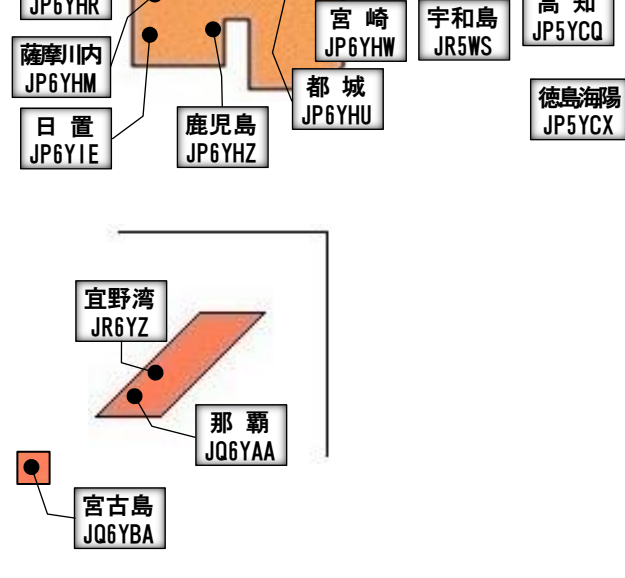 JP6YHR
薩摩川内
JP6YHM
日 置
JP6YIE
鹿児島
JP6YHZ
都 城
JP6YHU
宮 崎
JP6YHW
宇和島
JR5WS
高 知
JP5YCQ
徳島海陽
JP5YCX
宜野湾
JR6YZ
那 覇
JQ6YAA
宮古島
JQ6YBA